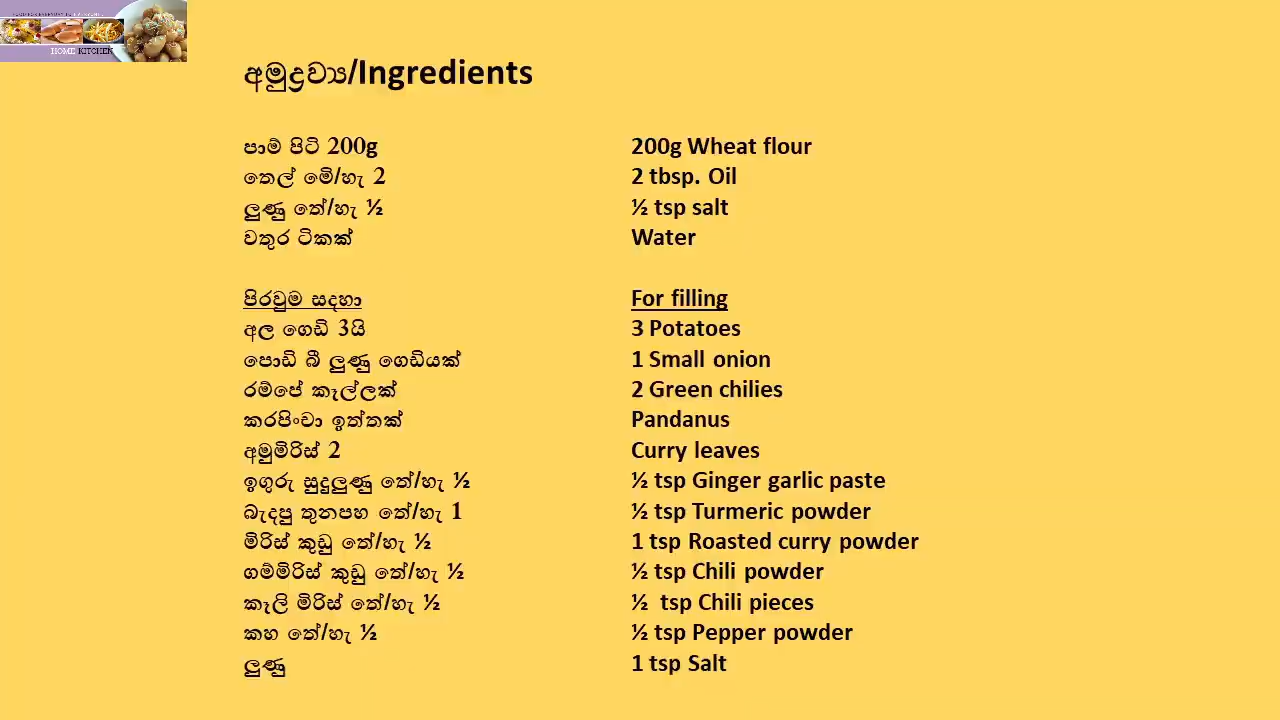 HOME KITCHEN
අමුද්‍රව්‍ය/Ingredients
පාම් පිටි 200g
තෙල් මේ/හැ 2
ලුණු තේ/හැ ½
වතුර ටිකක්
පිරවුම සදහා
අල ගෙඩි 3යි
පොඩි බී ලුණු ගෙඩියක්
රම්පේ කෑල්ලක්
කරපිංචා ඉත්තක්
අමුමිරිස් 2
ඉගුරු සුදුලුණු තේ/හැ ½
බැදපු තුනපහ තේ/හැ 1
මිරිස් කුඩු තේ/හැ ½
ගම්මිරිස් කුඩු තේ/හැ ½
කෑලි මිරිස් තේ/හැ ½
කහ තේ/හැ ½
ලුණු
200g Wheat flour
2 tbsp. Oil
½ tsp salt
Water
For filling
3 Potatoes
1 Small onion
2 Green chilies
Pandanus
Curry leaves
½ tsp Ginger garlic paste
½ tsp Turmeric powder
1 tsp Roasted curry powder
½ tsp Chili powder
½ tsp Chili pieces
½ tsp Pepper powder
1 tsp Salt